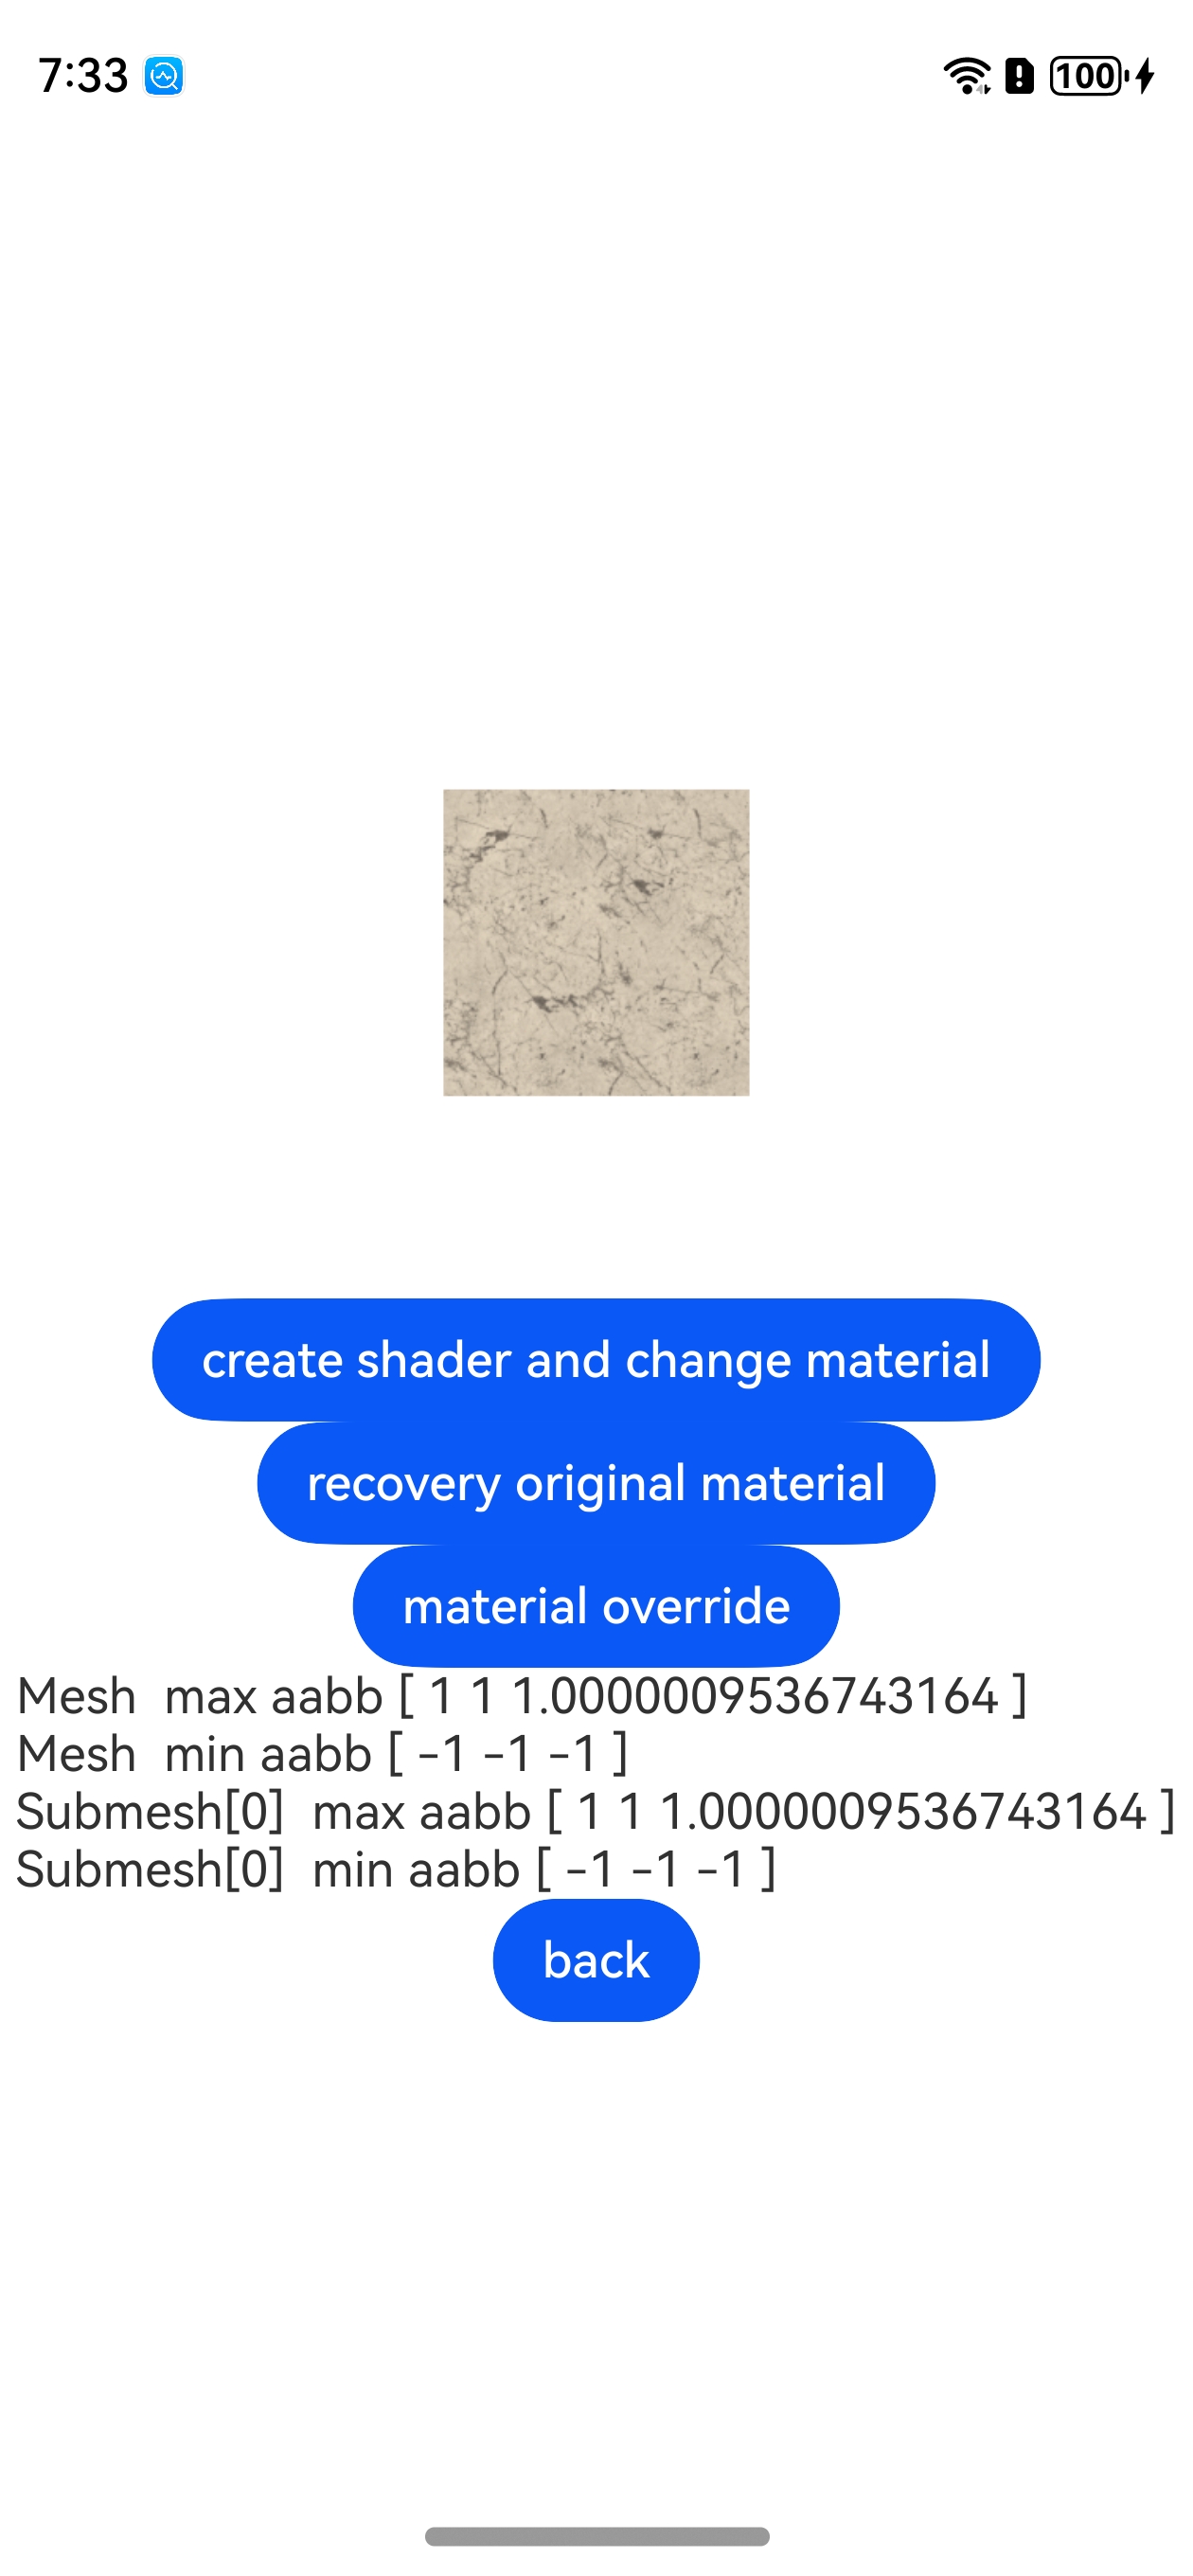 7:33
100
create shader and change material
recovery original material
material override
Mesh  max aabb [ 1 1 1.0000009536743164 ]
Mesh  min aabb [ -1 -1 -1 ]
Submesh[0]  max aabb [ 1 1 1.0000009536743164 ]
Submesh[0]  min aabb [ -1 -1 -1 ]
back